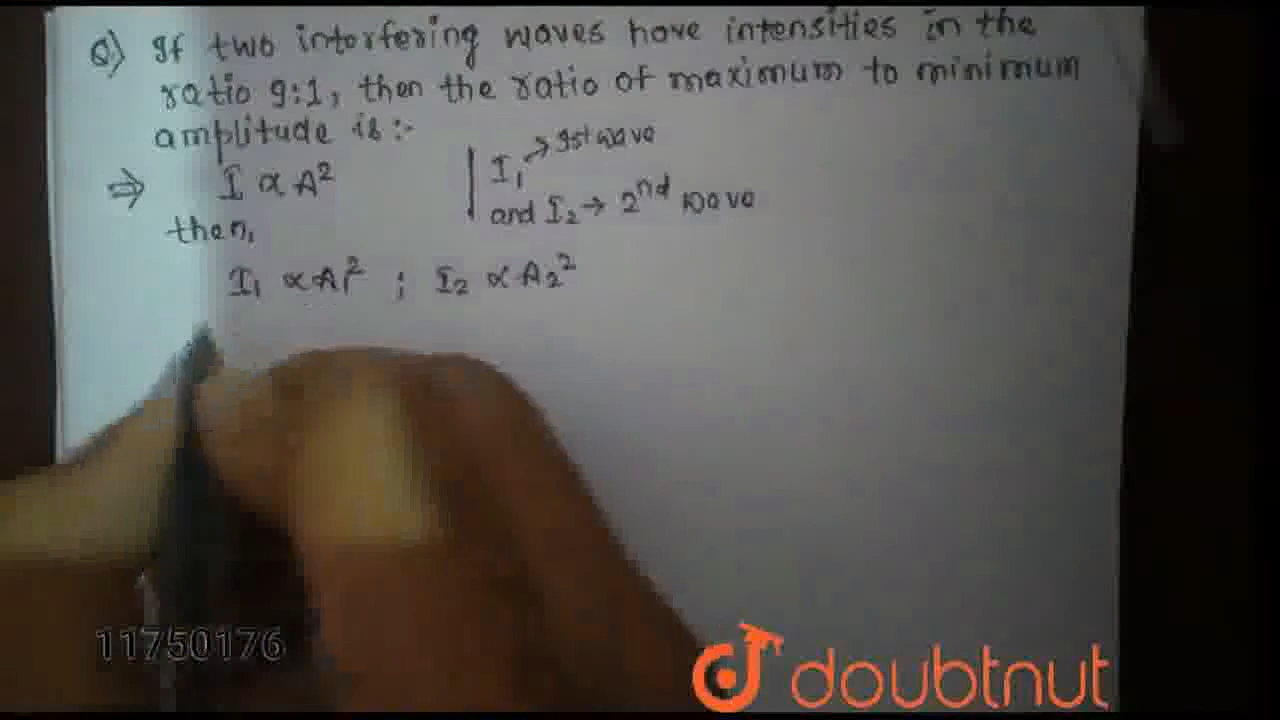 Q) If two interfering waves have intensities in the
ratio 9:1, then the ratio of maximum to minimum
amplitude is :-
⇒ I ∝ A²
I₁ → 1st wave
and I₂ → 2nd wave
then,
I₁ ∝ A₁² ; I₂ ∝ A₂²
11750176
doubtnut